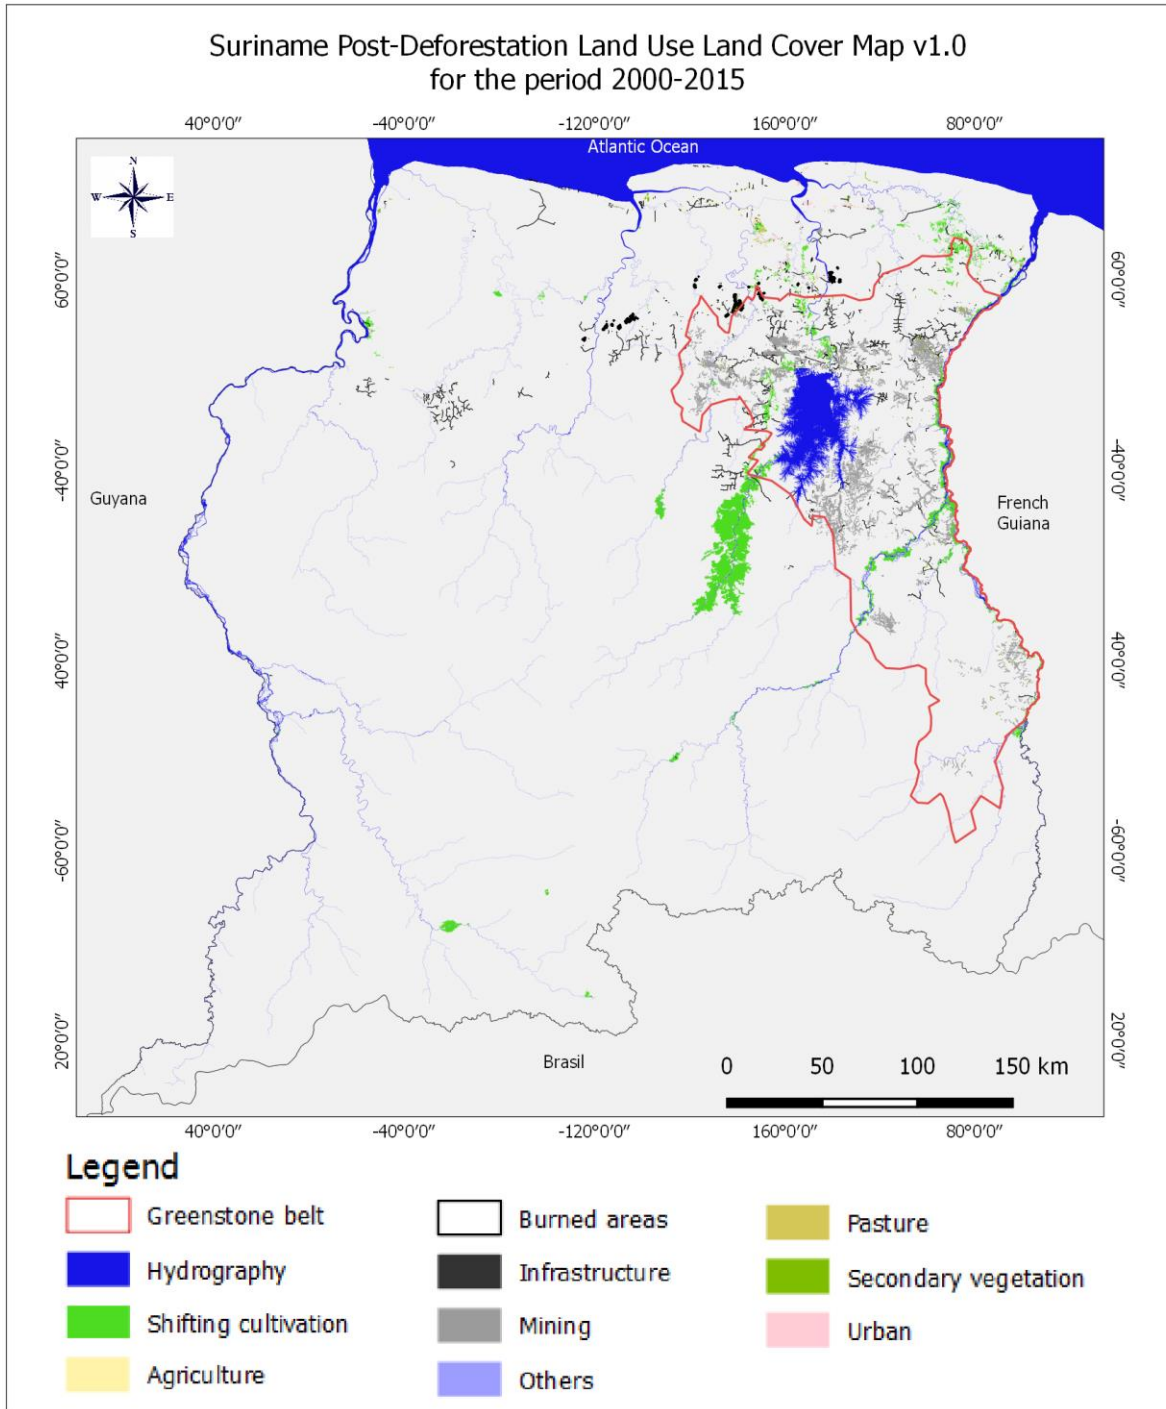 Suriname Post-Deforestation Land Use Land Cover Map v1.0
for the period 2000-2015
40°0'0" -40°0'0" -120°0'0" 160°0'0" 80°0'0"
Atlantic Ocean
N
W E
S
60°0'0" 60°0'0"
40°0'0" -40°0'0"
Guyana
French
Guiana
40°0'0" 40°0'0"
-60°0'0" -60°0'0"
20°0'0" 20°0'0"
Brasil
0 50 100 150 km
40°0'0" -40°0'0" -120°0'0" 160°0'0" 80°0'0"
Legend
Greenstone belt
Hydrography
Shifting cultivation
Agriculture
Burned areas
Infrastructure
Mining
Others
Pasture
Secondary vegetation
Urban